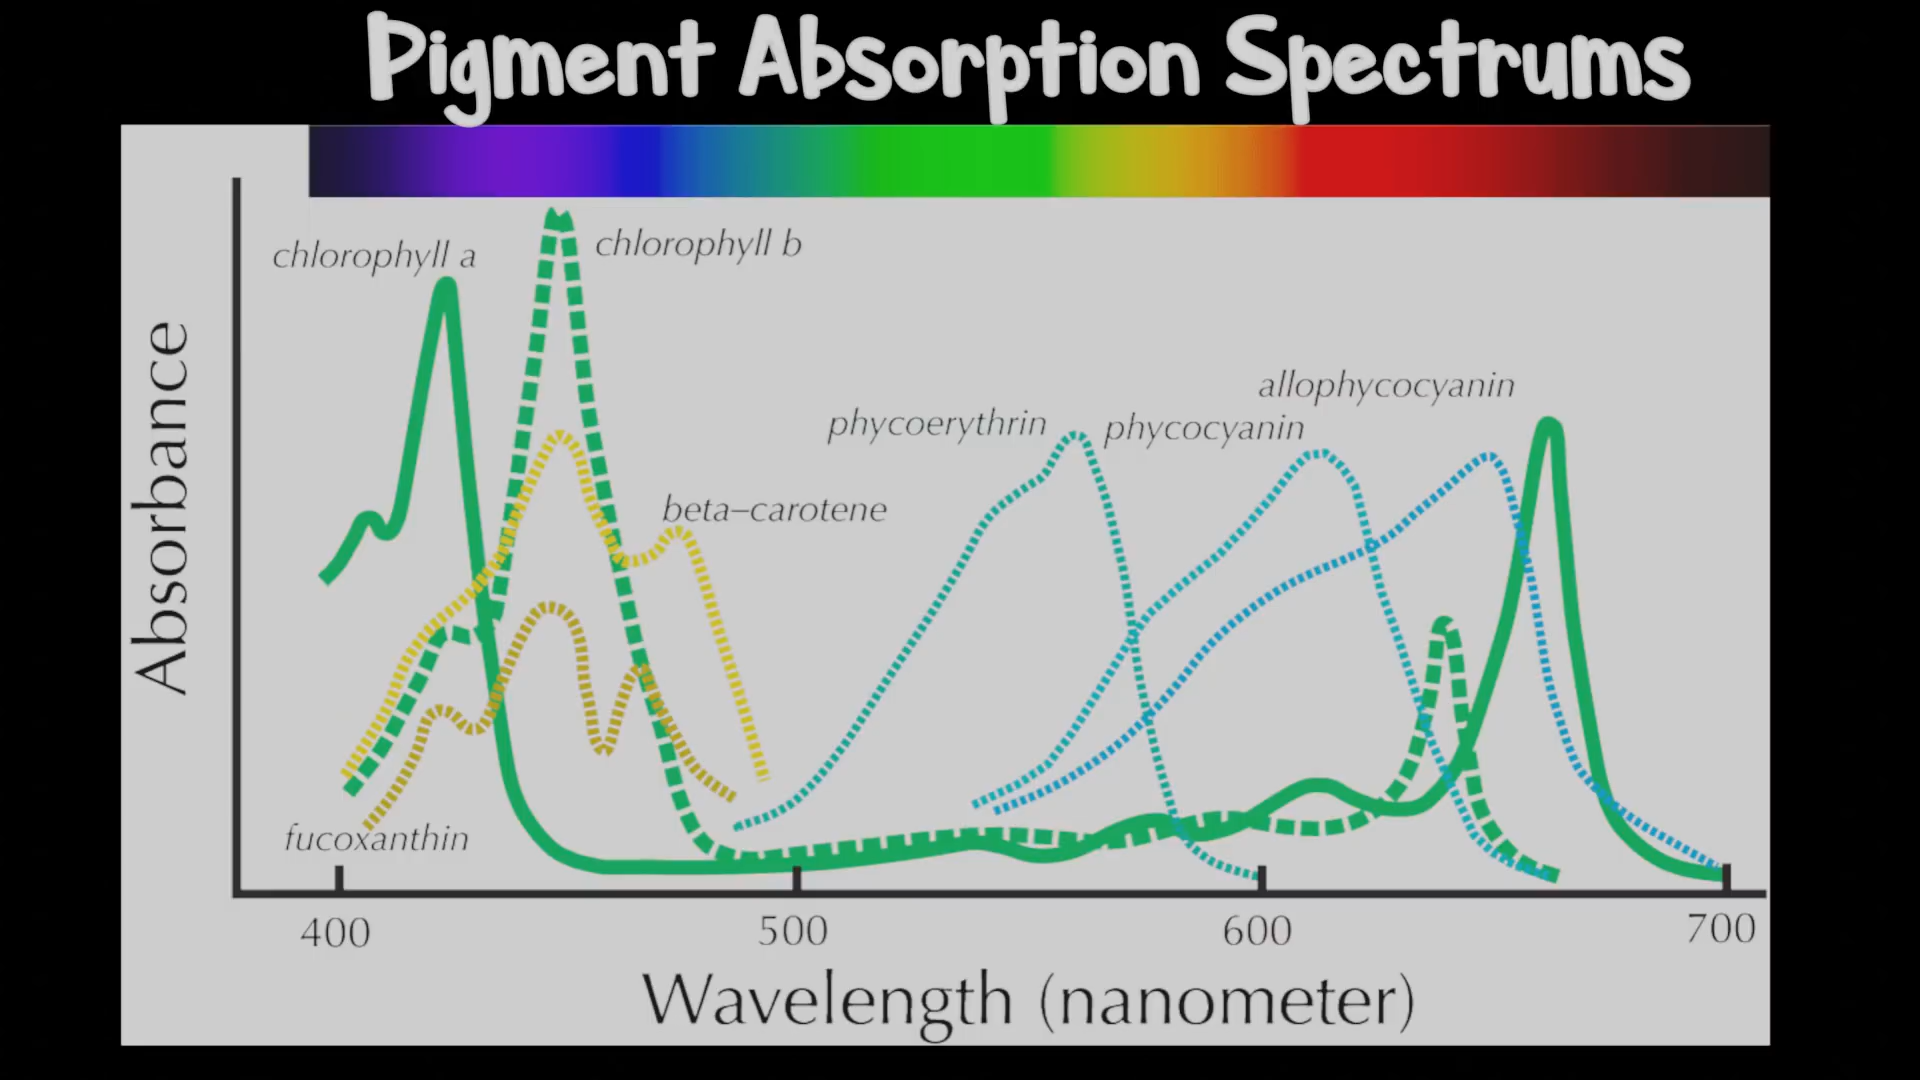 Pigment Absorption Spectrums
chlorophyll a
chlorophyll b
allophycocyanin
phycoerythrin
phycocyanin
beta–carotene
fucoxanthin
Absorbance
400
500
600
700
Wavelength (nanometer)